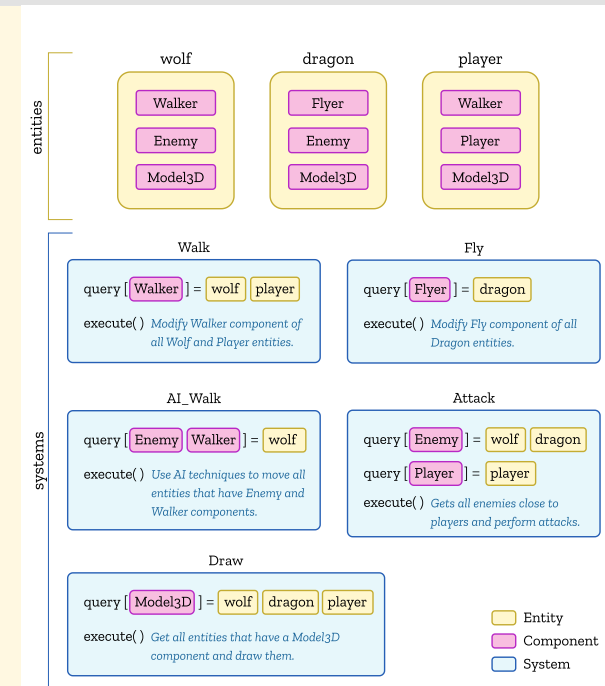 entities
wolf
Walker
Enemy
Model3D
dragon
Flyer
Enemy
Model3D
player
Walker
Player
Model3D
systems
Walk
query [ Walker ] = wolf player
execute( ) Modify Walker component of
all Wolf and Player entities.
Fly
query [ Flyer ] = dragon
execute( ) Modify Fly component of all
Dragon entities.
AI_Walk
query [ Enemy Walker ] = wolf
execute( ) Use AI techniques to move all
entities that have Enemy and
Walker components.
Attack
query [ Enemy ] = wolf dragon
query [ Player ] = player
execute( ) Gets all enemies close to
players and perform attacks.
Draw
query [ Model3D ] = wolf dragon player
execute( ) Get all entities that have a Model3D
component and draw them.
Entity
Component
System